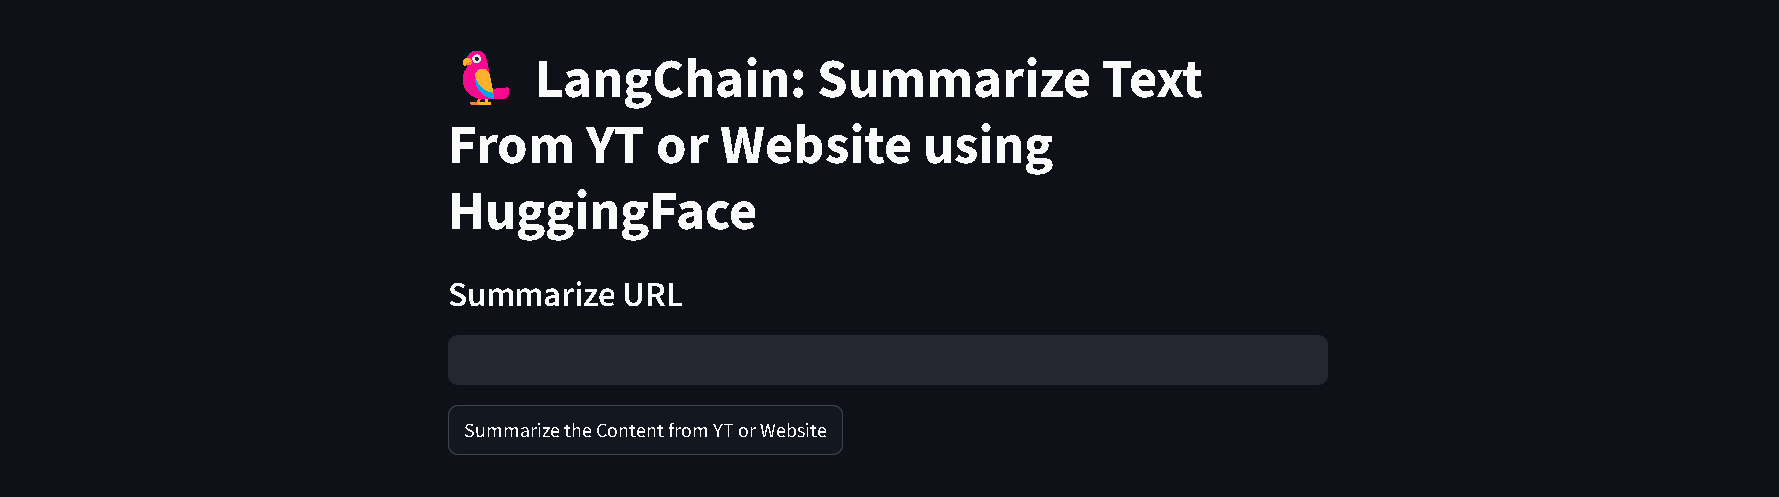 LangChain: Summarize Text
From YT or Website using
HuggingFace
Summarize URL
Summarize the Content from YT or Website